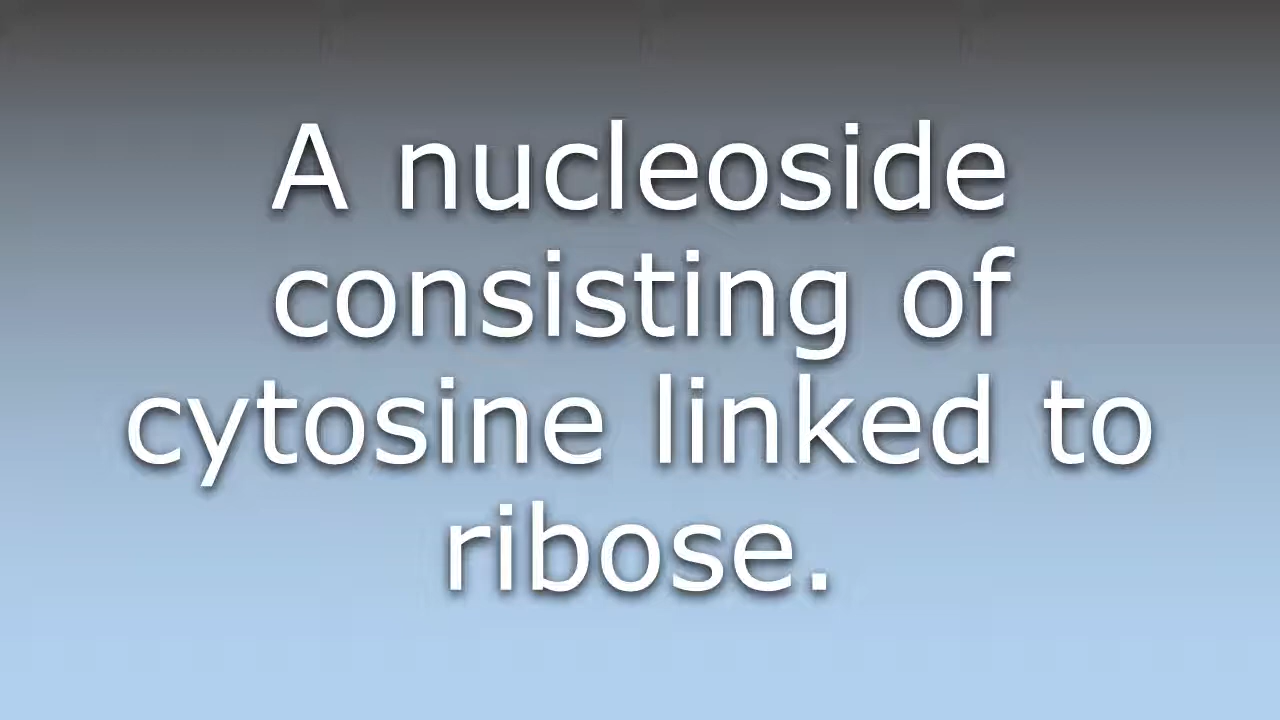 A nucleoside
consisting of
cytosine linked to
ribose.